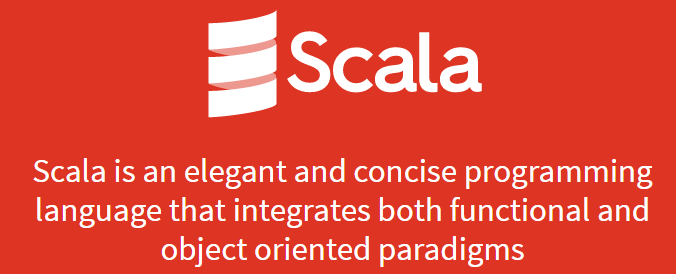 Scala
Scala is an elegant and concise programming
language that integrates both functional and
object oriented paradigms